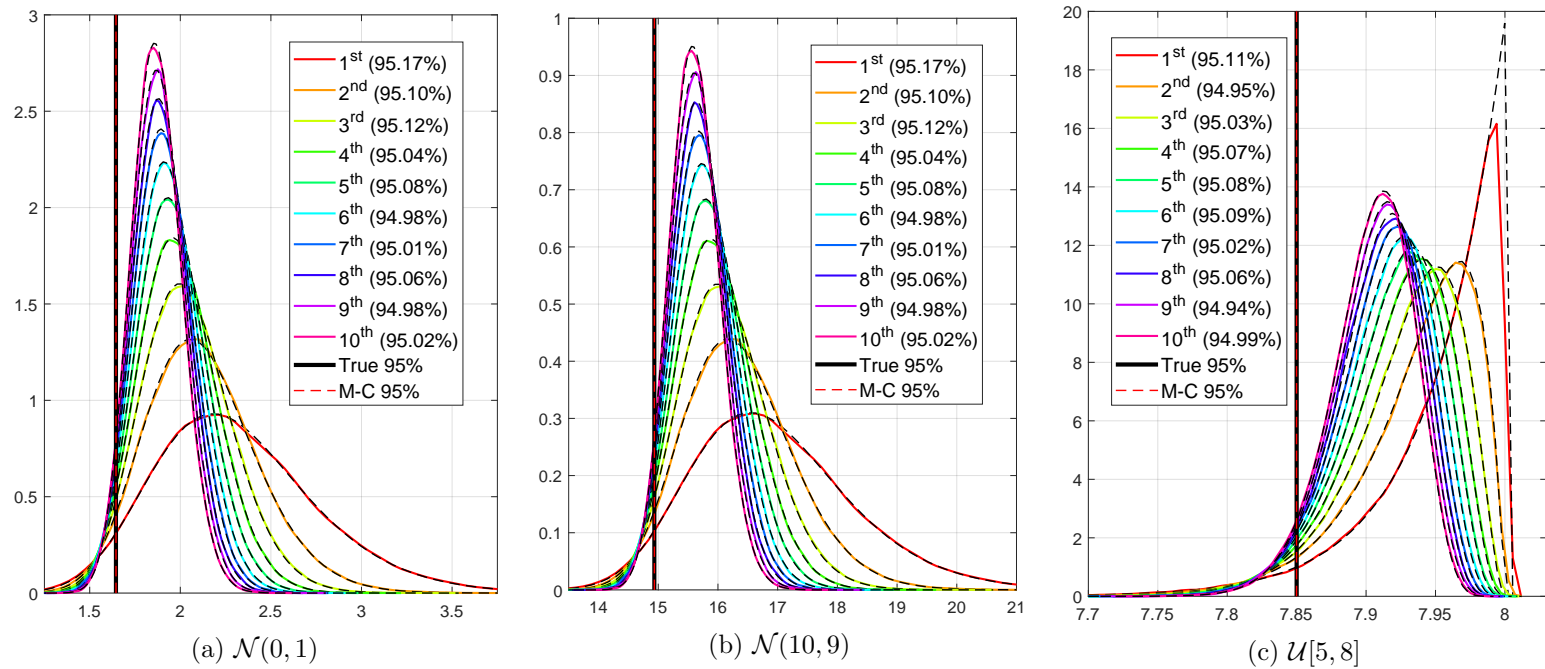 3
2.5
2
1.5
1
0.5
0
1.5
2
2.5
3
3.5
1st (95.17%)
2nd (95.10%)
3rd (95.12%)
4th (95.04%)
5th (95.08%)
6th (94.98%)
7th (95.01%)
8th (95.06%)
9th (94.98%)
10th (95.02%)
True 95%
M-C 95%
(a) 𝒩(0, 1)
1
0.9
0.8
0.7
0.6
0.5
0.4
0.3
0.2
0.1
0
14
15
16
17
18
19
20
21
1st (95.17%)
2nd (95.10%)
3rd (95.12%)
4th (95.04%)
5th (95.08%)
6th (94.98%)
7th (95.01%)
8th (95.06%)
9th (94.98%)
10th (95.02%)
True 95%
M-C 95%
(b) 𝒩(10, 9)
20
18
16
14
12
10
8
6
4
2
0
7.7
7.75
7.8
7.85
7.9
7.95
8
1st (95.11%)
2nd (94.95%)
3rd (95.03%)
4th (95.07%)
5th (95.08%)
6th (95.09%)
7th (95.02%)
8th (95.06%)
9th (94.94%)
10th (94.99%)
True 95%
M-C 95%
(c) 𝒰[5, 8]